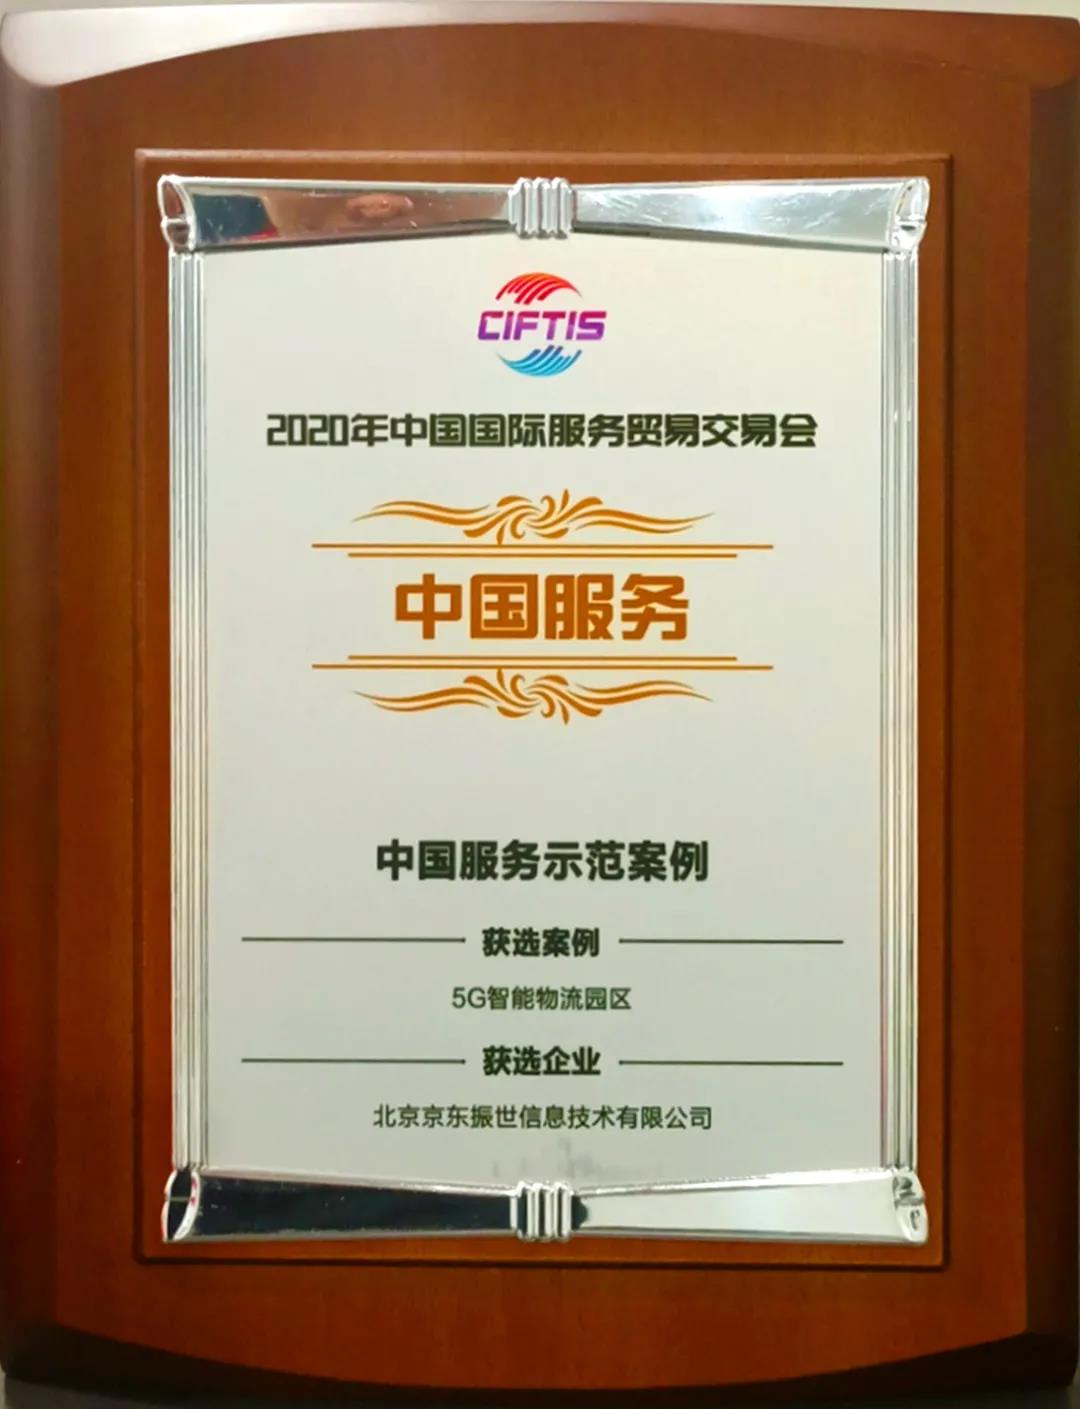 CIFTIS
2020年中国国际服务贸易交易会
中国服务
中国服务示范案例
获选案例
5G智能物流园区
获选企业
北京京东振世信息技术有限公司